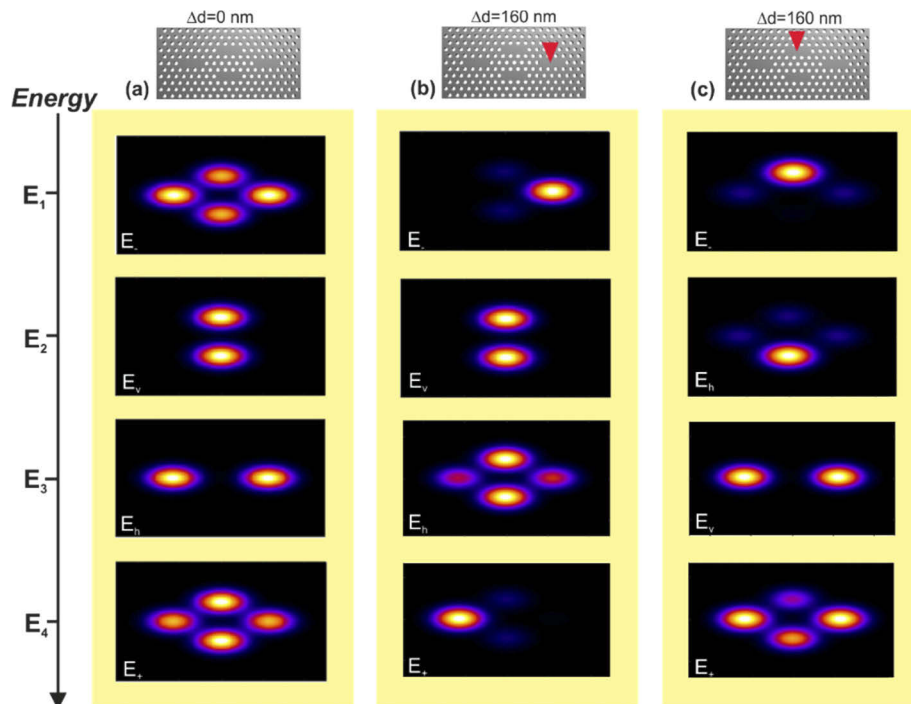 Δd=0 nm
Δd=160 nm
Δd=160 nm
(a)
(b)
(c)
Energy
E1
E-
E-
E-
E2
Ev
Ev
Eh
E3
Eh
Eh
Ev
E4
E+
E+
E+